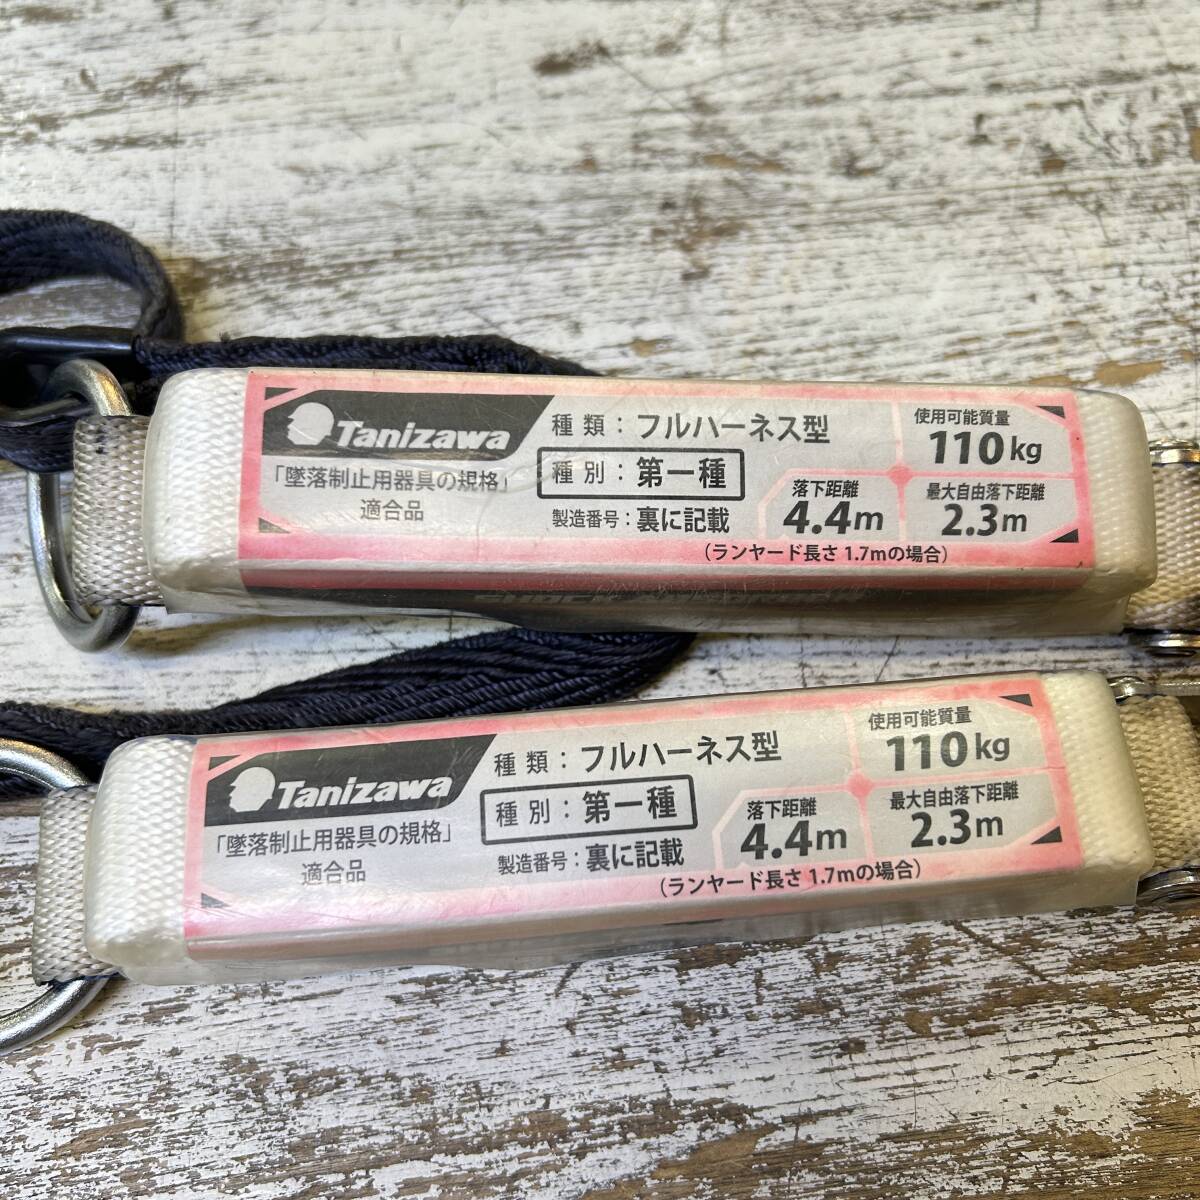 Tanizawa
「墜落制止用器具の規格」
適合品
種類：フルハーネス型
種別：第一種
製造番号：裏に記載
使用可能質量
110kg
落下距離
4.4m
最大自由落下距離
2.3m
（ランヤード長さ1.7mの場合）
Tanizawa
「墜落制止用器具の規格」
適合品
種類：フルハーネス型
種別：第一種
製造番号：裏に記載
使用可能質量
110kg
落下距離
4.4m
最大自由落下距離
2.3m
（ランヤード長さ1.7mの場合）